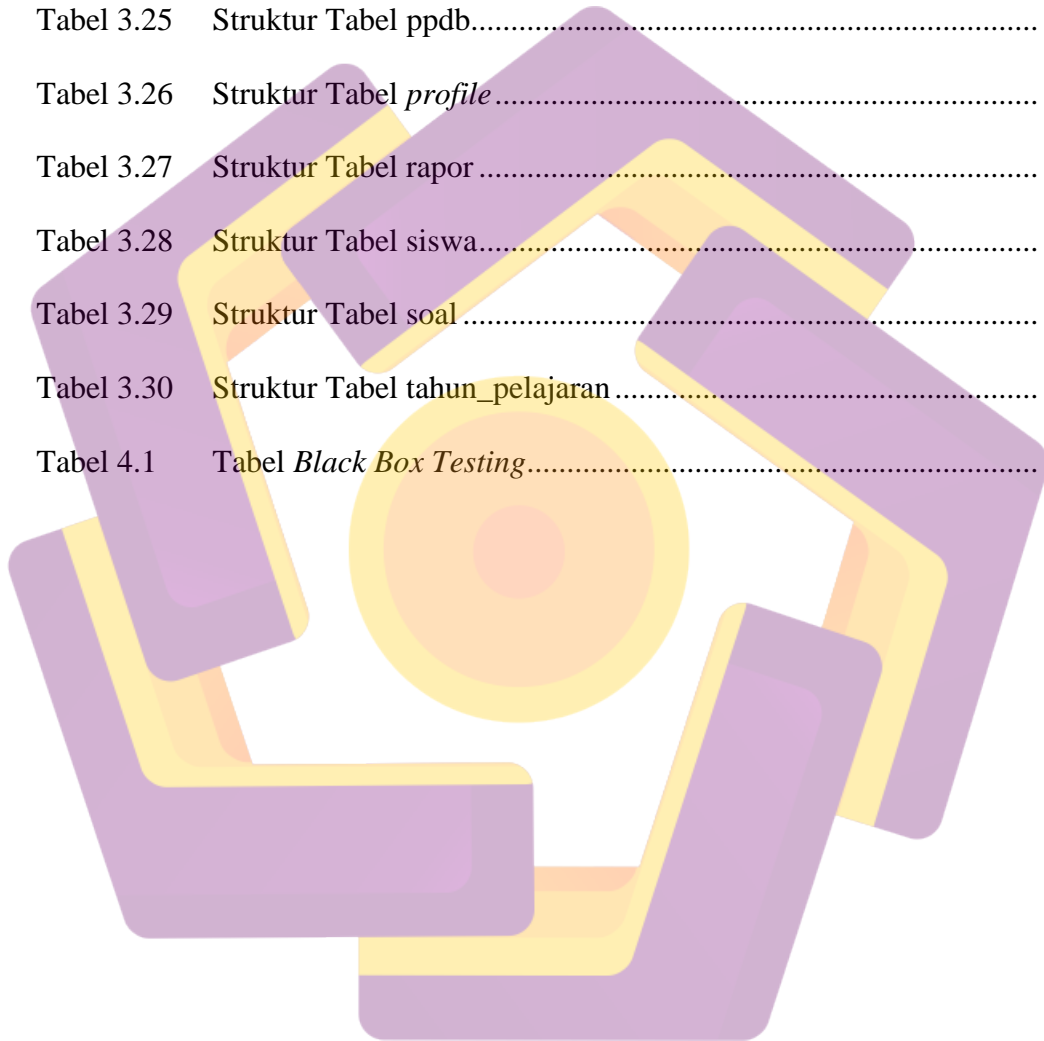 Tabel 3.25 Struktur Tabel ppdb........................................................................
Tabel 3.26 Struktur Tabel profile.....................................................................
Tabel 3.27 Struktur Tabel rapor.......................................................................
Tabel 3.28 Struktur Tabel siswa.......................................................................
Tabel 3.29 Struktur Tabel soal.........................................................................
Tabel 3.30 Struktur Tabel tahun_pelajaran......................................................
Tabel 4.1 Tabel Black Box Testing.................................................................